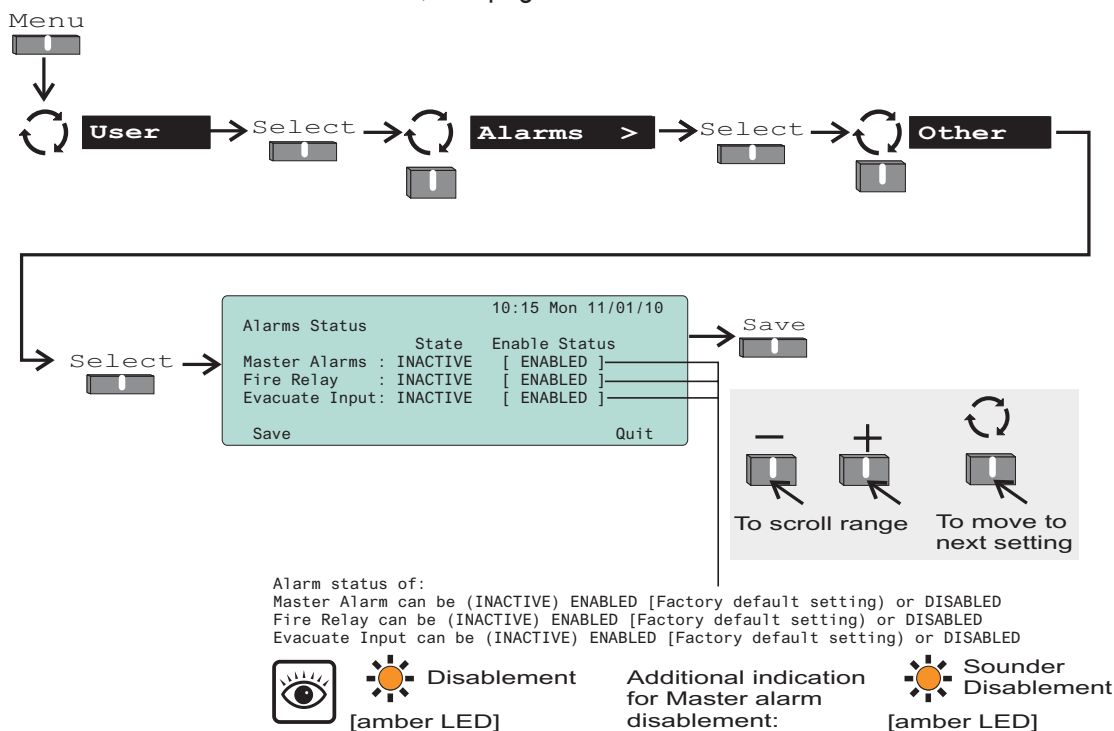 Menu
User
Select
Alarms >
Select
Other
Select
10:15 Mon 11/01/10
Alarms Status
State Enable Status
Master Alarms : INACTIVE [ ENABLED ]
Fire Relay : INACTIVE [ ENABLED ]
Evacuate Input: INACTIVE [ ENABLED ]
Save Quit
Save
− +
To scroll range
To move to
next setting
Alarm status of:
Master Alarm can be (INACTIVE) ENABLED [Factory default setting) or DISABLED
Fire Relay can be (INACTIVE) ENABLED [Factory default setting) or DISABLED
Evacuate Input can be (INACTIVE) ENABLED [Factory default setting) or DISABLED
Disablement
[amber LED]
Additional indication
for Master alarm
disablement:
Sounder
Disablement
[amber LED]